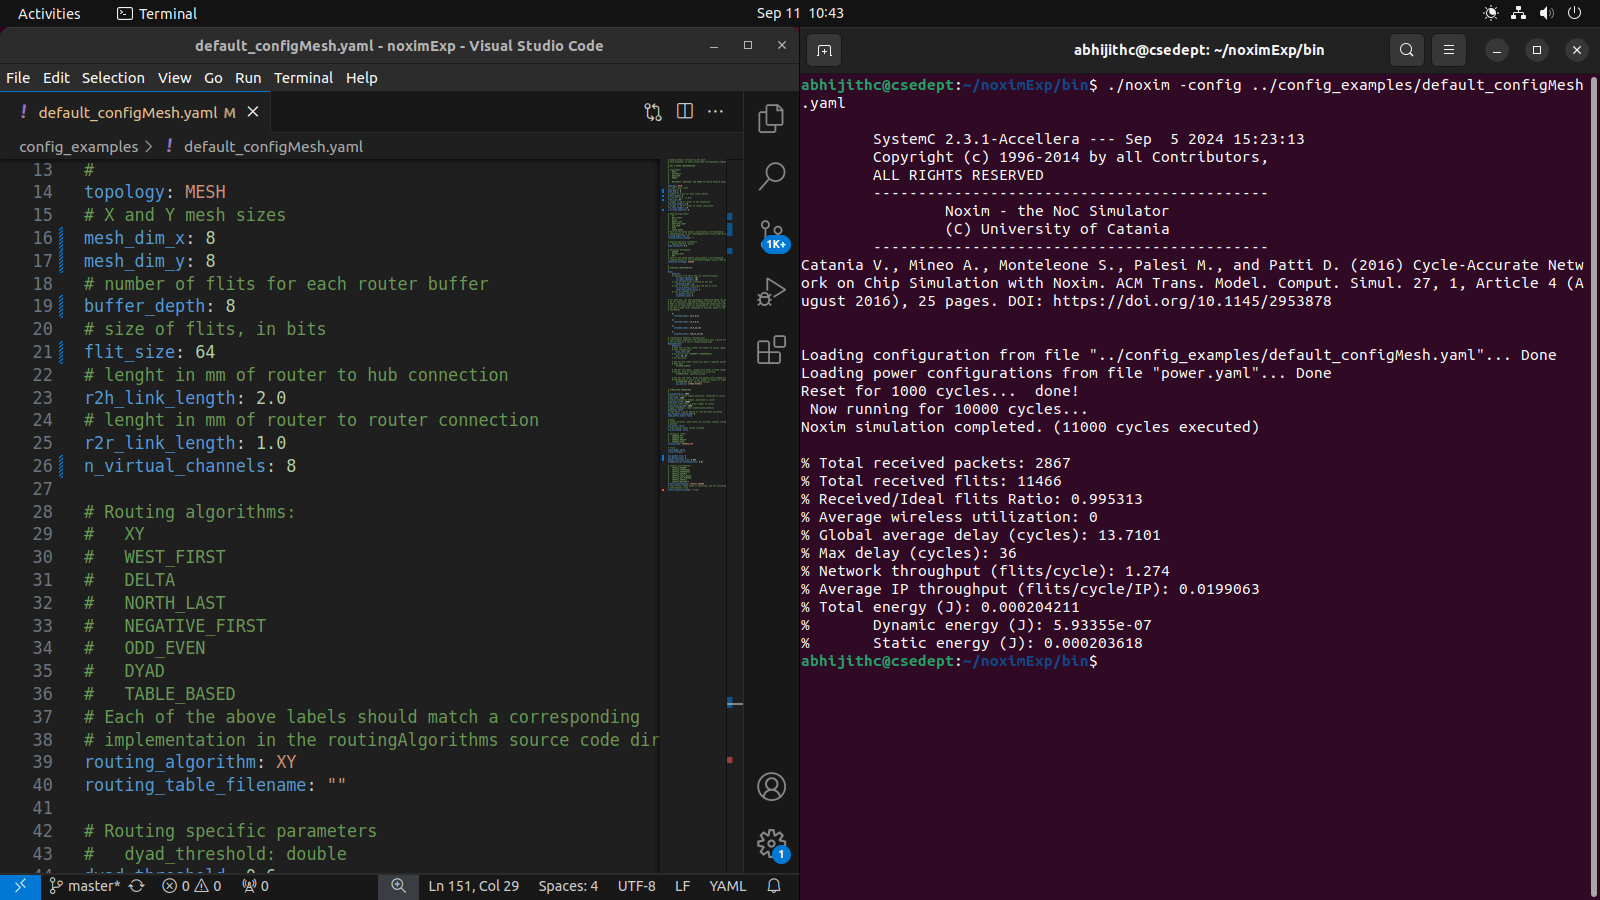 Activities
Terminal
Sep 11 10:43
default_configMesh.yaml - noximExp - Visual Studio Code
File Edit Selection View Go Run Terminal Help
! default_configMesh.yaml M
config_examples > ! default_configMesh.yaml
13 #
14 topology: MESH
15 # X and Y mesh sizes
16 mesh_dim_x: 8
17 mesh_dim_y: 8
18 # number of flits for each router buffer
19 buffer_depth: 8
20 # size of flits, in bits
21 flit_size: 64
22 # lenght in mm of router to hub connection
23 r2h_link_length: 2.0
24 # lenght in mm of router to router connection
25 r2r_link_length: 1.0
26 n_virtual_channels: 8
27
28 # Routing algorithms:
29 #   XY
30 #   WEST_FIRST
31 #   DELTA
32 #   NORTH_LAST
33 #   NEGATIVE_FIRST
34 #   ODD_EVEN
35 #   DYAD
36 #   TABLE_BASED
37 # Each of the above labels should match a corresponding
38 # implementation in the routingAlgorithms source code dir
39 routing_algorithm: XY
40 routing_table_filename: ""
41
42 # Routing specific parameters
43 #   dyad_threshold: double
1K+
1
master* 0 0 0
Ln 151, Col 29 Spaces: 4 UTF-8 LF YAML
abhijithc@csedept: ~/noximExp/bin
abhijithc@csedept:~/noximExp/bin$ ./noxim -config ../config_examples/default_configMesh
.yaml
SystemC 2.3.1-Accellera --- Sep  5 2024 15:23:13
Copyright (c) 1996-2014 by all Contributors,
ALL RIGHTS RESERVED
--------------------------------------------
Noxim - the NoC Simulator
(C) University of Catania
--------------------------------------------
Catania V., Mineo A., Monteleone S., Palesi M., and Patti D. (2016) Cycle-Accurate Netw
ork on Chip Simulation with Noxim. ACM Trans. Model. Comput. Simul. 27, 1, Article 4 (A
ugust 2016), 25 pages. DOI: https://doi.org/10.1145/2953878
Loading configuration from file "../config_examples/default_configMesh.yaml"... Done
Loading power configurations from file "power.yaml"... Done
Reset for 1000 cycles...  done!
Now running for 10000 cycles...
Noxim simulation completed. (11000 cycles executed)
% Total received packets: 2867
% Total received flits: 11466
% Received/Ideal flits Ratio: 0.995313
% Average wireless utilization: 0
% Global average delay (cycles): 13.7101
% Max delay (cycles): 36
% Network throughput (flits/cycle): 1.274
% Average IP throughput (flits/cycle/IP): 0.0199063
% Total energy (J): 0.000204211
%       Dynamic energy (J): 5.93355e-07
%       Static energy (J): 0.000203618
abhijithc@csedept:~/noximExp/bin$